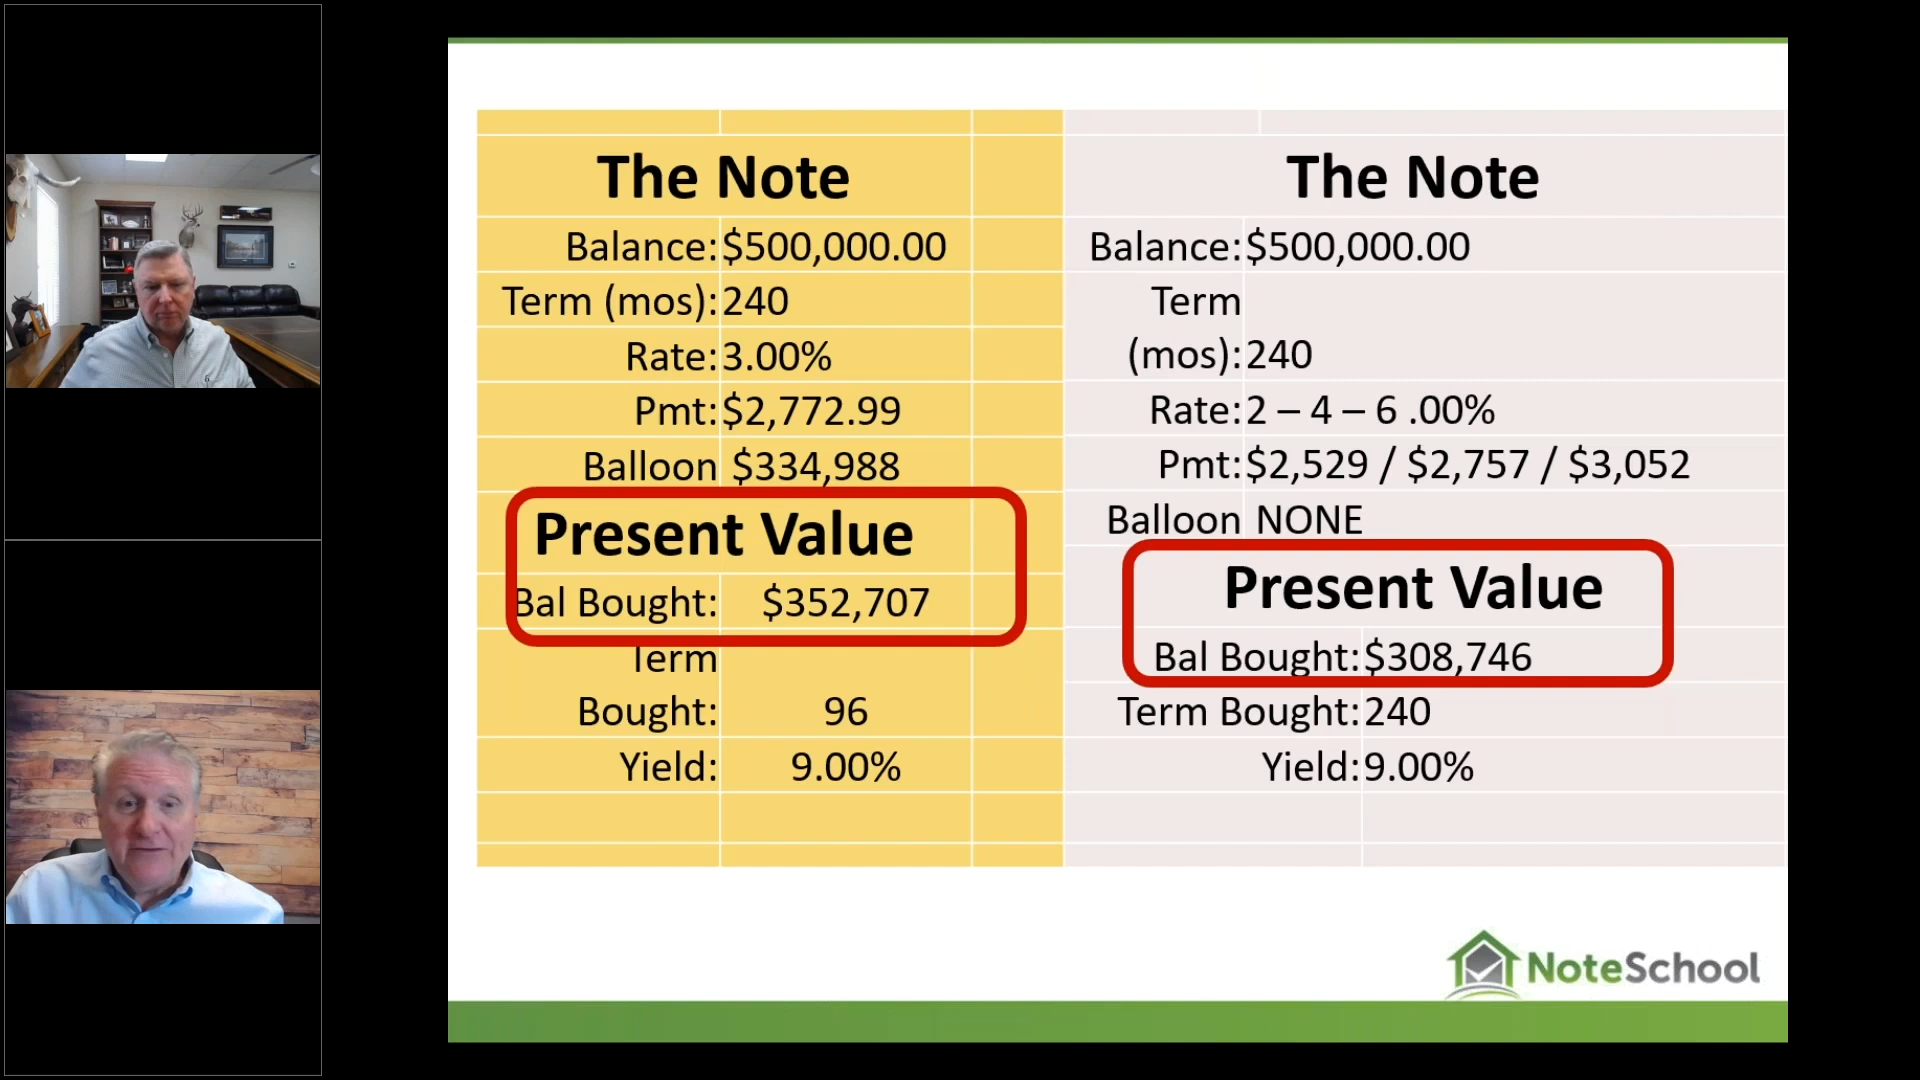 The Note
Balance: $500,000.00
Term (mos): 240
Rate: 3.00%
Pmt: $2,772.99
Balloon $334,988
Present Value
Bal Bought: $352,707
Term
Bought: 96
Yield: 9.00%
The Note
Balance: $500,000.00
Term
(mos): 240
Rate: 2 – 4 – 6 .00%
Pmt: $2,529 / $2,757 / $3,052
Balloon NONE
Present Value
Bal Bought: $308,746
Term Bought: 240
Yield: 9.00%
NoteSchool